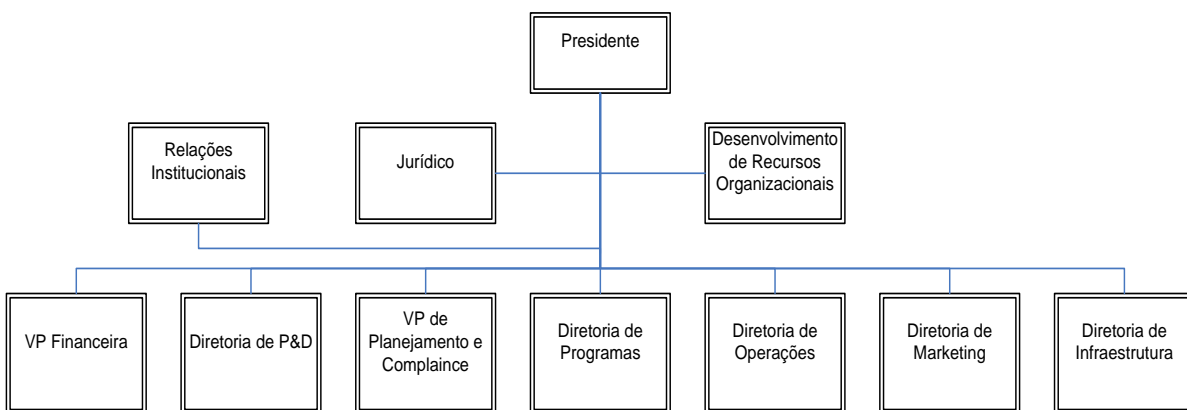 Presidente
Relações
Institucionais
Jurídico
Desenvolvimento
de Recursos
Organizacionais
VP Financeira
Diretoria de P&D
VP de
Planejamento e
Complaince
Diretoria de
Programas
Diretoria de
Operações
Diretoria de
Marketing
Diretoria de
Infraestrutura